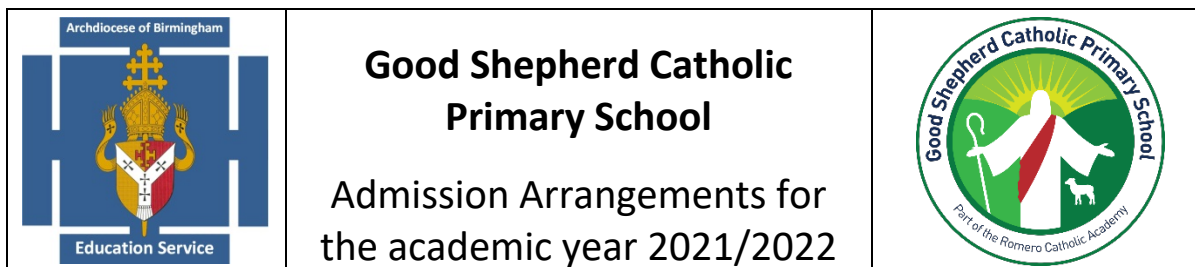 Archdiocese of Birmingham
Education Service
Good Shepherd Catholic
Primary School
Admission Arrangements for
the academic year 2021/2022
Good Shepherd Catholic Primary School
Part of the Romero Catholic Academy